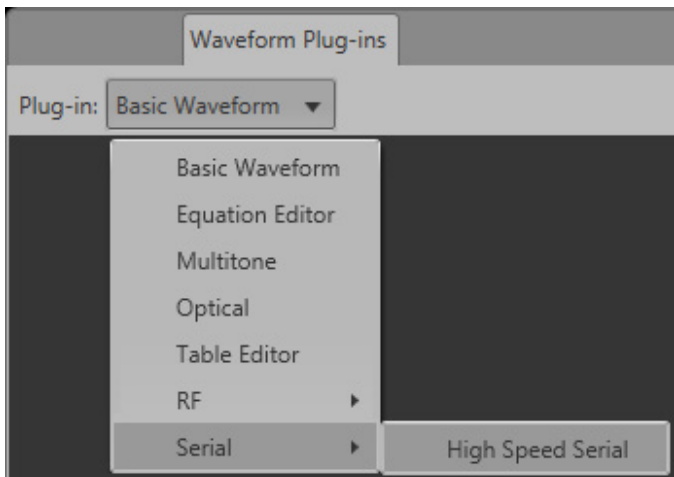 Waveform Plug-ins
Plug-in: Basic Waveform
Basic Waveform
Equation Editor
Multitone
Optical
Table Editor
RF
Serial
High Speed Serial